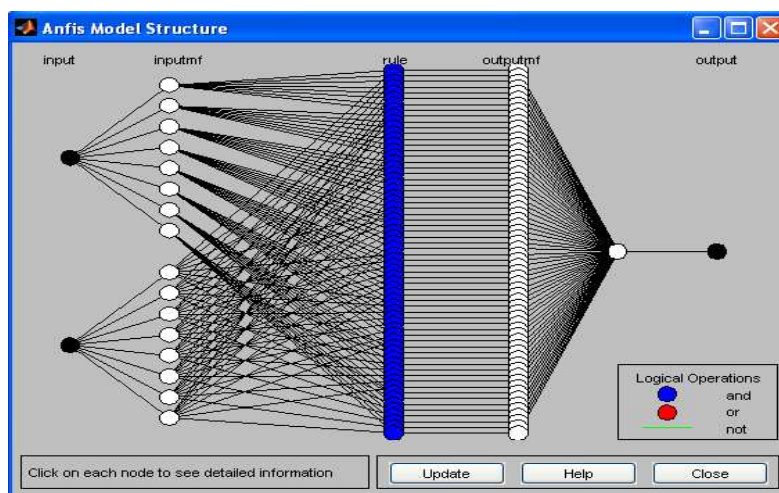 Anfis Model Structure
input inputmf rule outputmf output
Logical Operations
and
or
not
Click on each node to see detailed information
Update Help Close